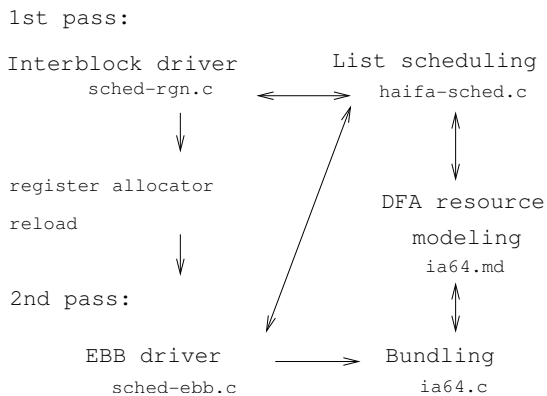 1st pass:
Interblock driver
sched-rgn.c
List scheduling
haifa-sched.c
register allocator
reload
DFA resource
modeling
ia64.md
2nd pass:
EBB driver
sched-ebb.c
Bundling
ia64.c